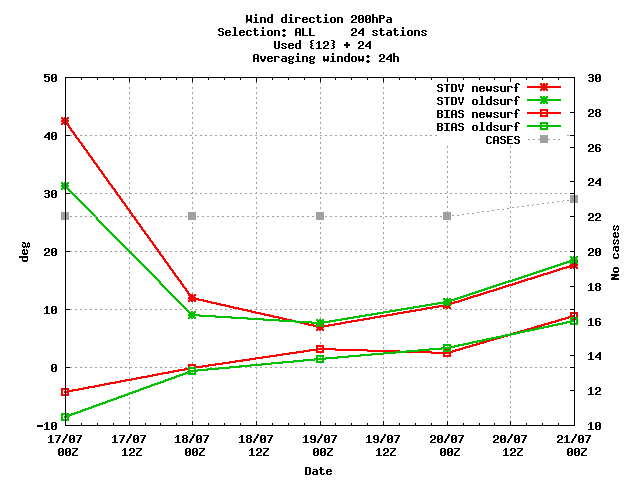 Wind direction 200hPa
Selection: ALL 24 stations
Used {12} + 24
Averaging window: 24h
50 30
STDV newsurf
STDV oldsurf
BIAS newsurf
BIAS oldsurf
CASES
28
40 26
24
30
22
20 20
18
10
16
14
0
12
-10 10
deg
No cases
17/07 17/07 18/07 18/07 19/07 19/07 20/07 20/07 21/07
00Z 12Z 00Z 12Z 00Z 12Z 00Z 12Z 00Z
Date